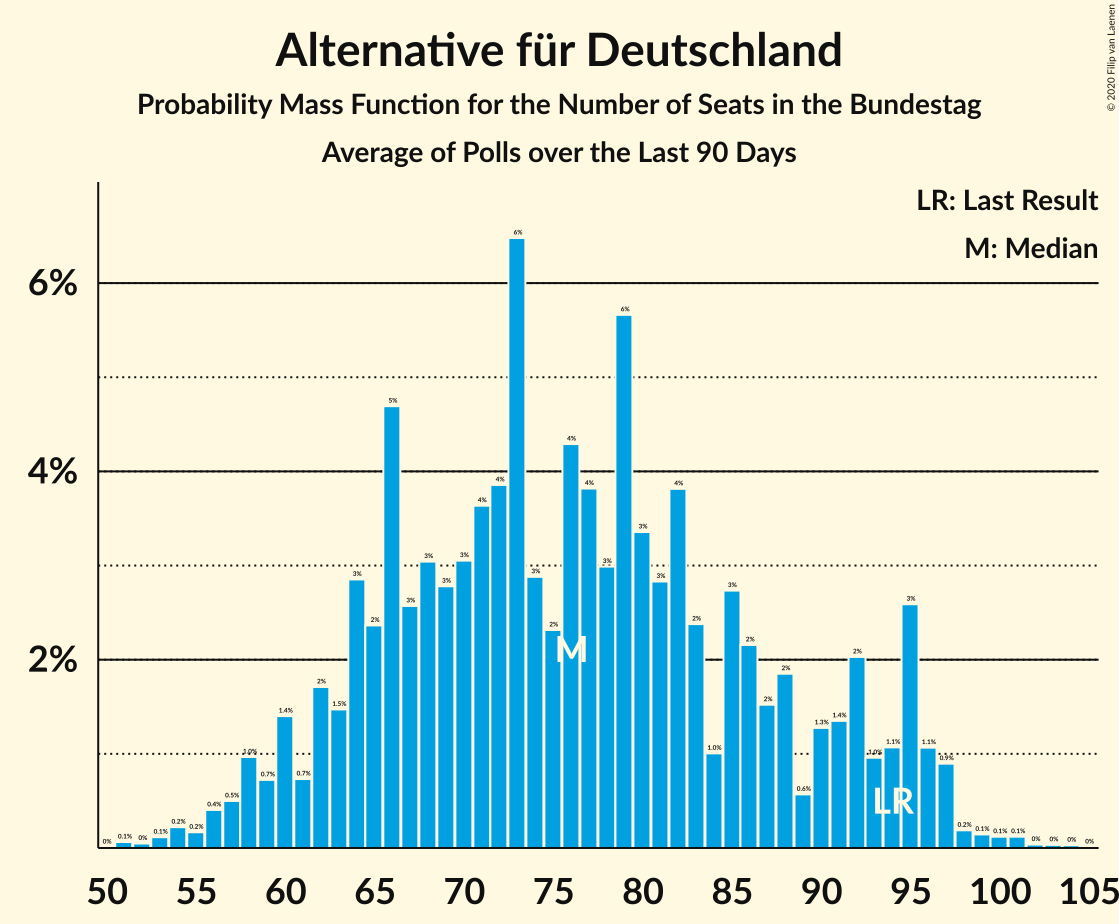 Alternative für Deutschland
Probability Mass Function for the Number of Seats in the Bundestag
Average of Polls over the Last 90 Days
© 2020 Filip van Laenen
LR: Last Result
M: Median
6%
4%
2%
0% 0.1% 0% 0.1% 0.2% 0.2% 0.4% 0.5% 1.0% 0.7% 1.4% 0.7% 2% 1.5% 3% 2% 5% 3% 3% 3% 3% 4% 4% 6% 3% 2% 4% 4% 3% 6% 3% 3% 4% 2% 1.0% 3% 2% 2% 2% 0.6% 1.3% 1.4% 2% 1.0% 1.1% 3% 1.1% 0.9% 0.2% 0.1% 0.1% 0.1% 0% 0% 0% 0%
M
LR
50 55 60 65 70 75 80 85 90 95 100 105